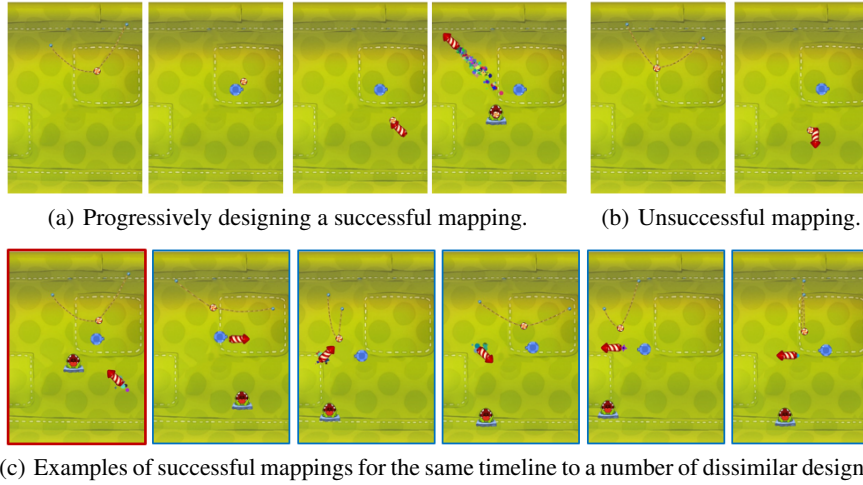 (a) Progressively designing a successful mapping.
(b) Unsuccessful mapping.
(c) Examples of successful mappings for the same timeline to a number of dissimilar design